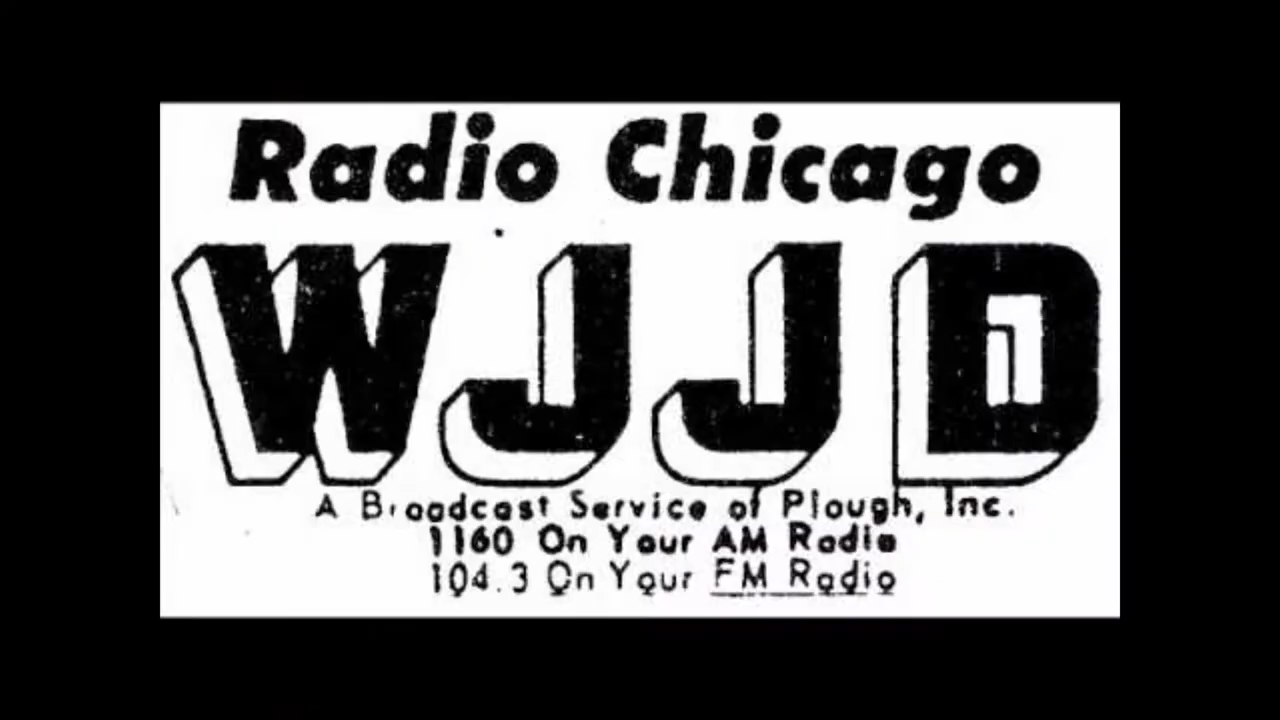 Radio Chicago
WJJD
A Broadcast Service of Plough, Inc.
1160 On Your AM Radio
104.3 On Your FM Radio